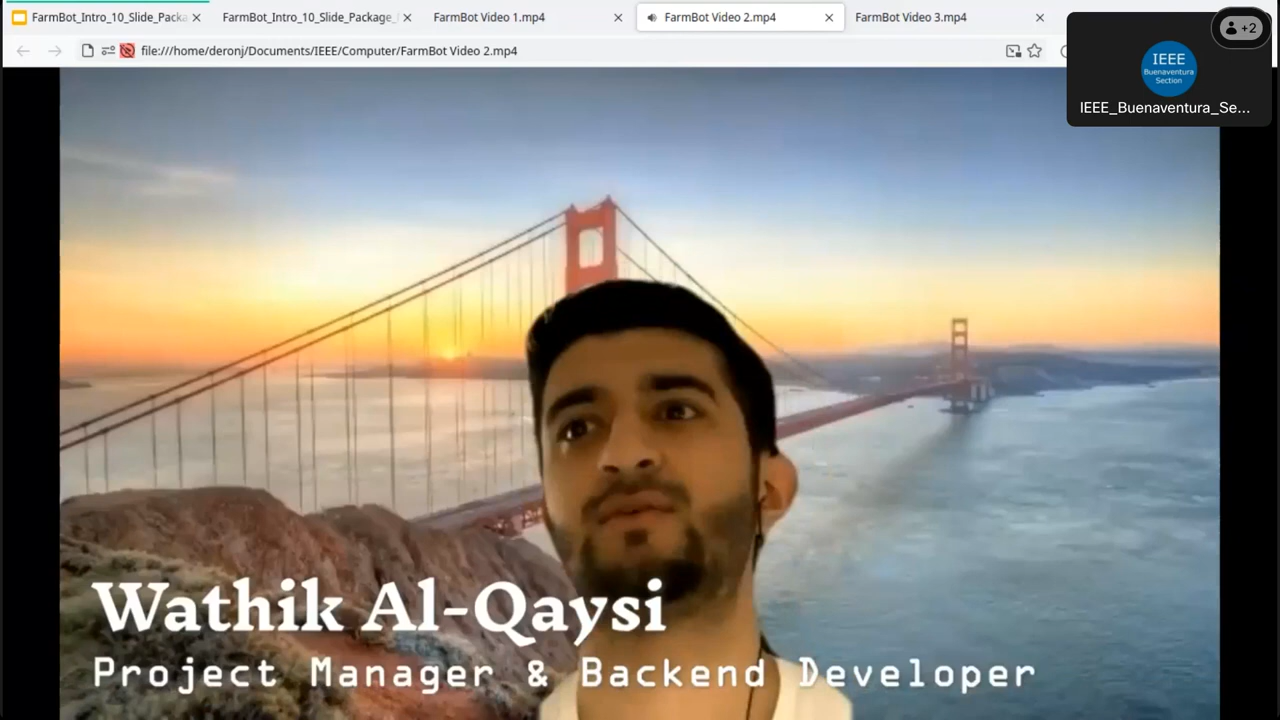 FarmBot_Intro_10_Slide_Packa
FarmBot_Intro_10_Slide_Package_
FarmBot Video 1.mp4
FarmBot Video 2.mp4
FarmBot Video 3.mp4
+2
file:///home/deronj/Documents/IEEE/Computer/FarmBot Video 2.mp4
IEEE
Buenaventura
Section
IEEE_Buenaventura_Se...
Wathik Al-Qaysi
Project Manager & Backend Developer